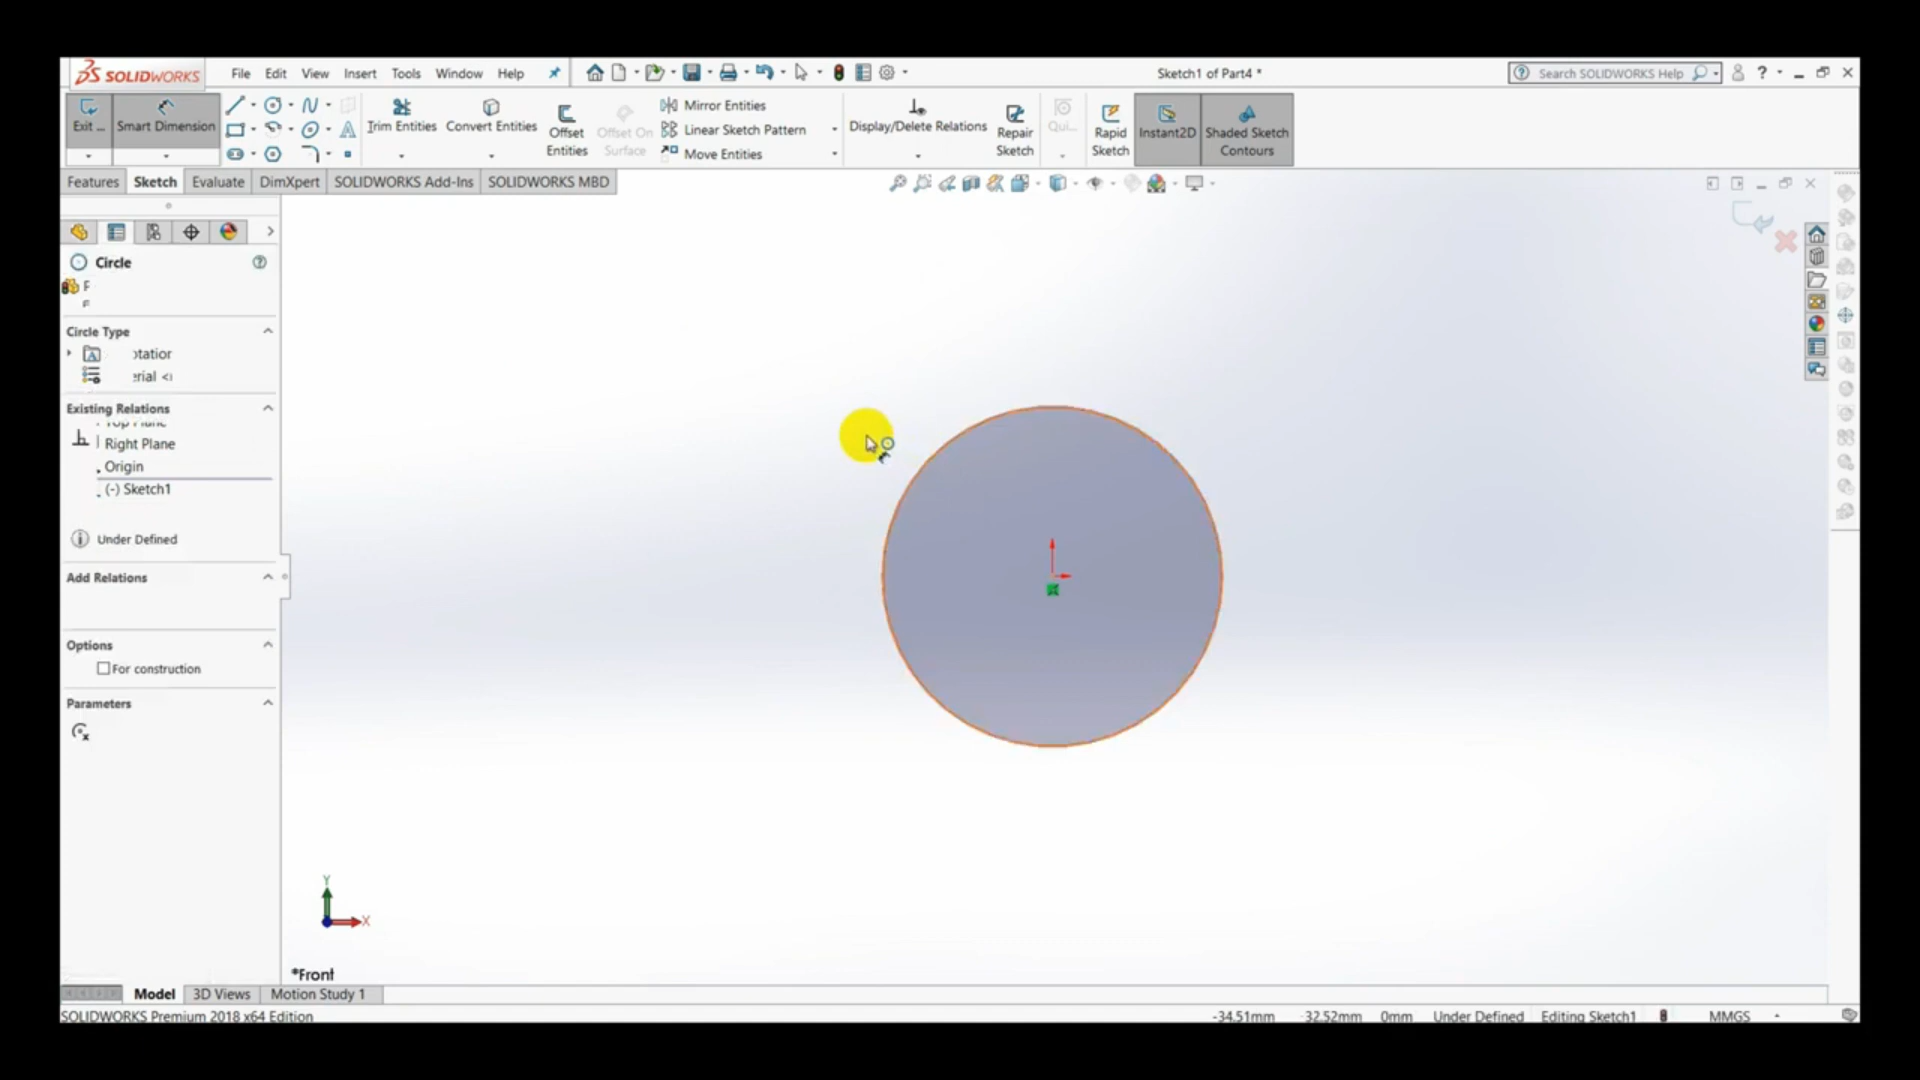 SOLIDWORKS File Edit View Insert Tools Window Help Sketch1 of Part4 * Search SOLIDWORKS Help ?
Exit ... Smart Dimension Trim Entities Convert Entities Offset Entities Offset On Surface Mirror Entities Linear Sketch Pattern Move Entities Display/Delete Relations Repair Sketch Qui... Rapid Sketch Instant2D Shaded Sketch Contours
Features Sketch Evaluate DimXpert SOLIDWORKS Add-Ins SOLIDWORKS MBD
Circle
Circle Type
Existing Relations
Right Plane
Origin
(-) Sketch1
Under Defined
Add Relations
Options
For construction
Parameters
Y
X
*Front
Model 3D Views Motion Study 1
SOLIDWORKS Premium 2018 x64 Edition -34.51mm 32.52mm 0mm Under Defined Editing Sketch1 MMGS